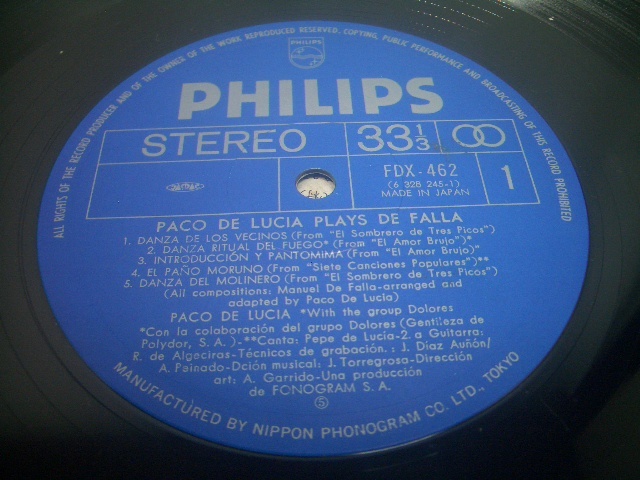 ALL RIGHTS OF THE RECORD PRODUCER AND OF THE OWNER OF THE WORK REPRODUCED RESERVED. COPYING, PUBLIC PERFORMANCE AND BROADCASTING OF THIS RECORD PROHIBITED
PHILIPS
PHILIPS
STEREO
33 1/3
FDX-462
(6 328 245-1)
MADE IN JAPAN
1
PACO DE LUCIA PLAYS DE FALLA
1. DANZA DE LOS VECINOS (From "El Sombrero de Tres Picos")
2. DANZA RITUAL DEL FUEGO* (From "El Amor Brujo")*
3. INTRODUCCIÓN Y PANTOMIMA (From "El Amor Brujo)"
4. EL PAÑO MORUNO (From "Siete Canciones Populares")**
5. DANZA DEL MOLINERO (From "El Sombrero de Tres Picos")
(All compositions: Manuel De Falla-arranged and
adapted by Paco De Lucia)
PACO DE LUCIA *With the group Dolores
*Con la colaboración del grupo Dolores (Gentileza de
Polydor, S. A.)-**Canta: Pepe de Lucia-2. a Guitarra:
R. de Algeciras-Técnicos de grabación. : J. Díaz Auñón/
A. Peinado-Dción musical: J. Torregrosa-Dirección
art: A. Garrido-Una producción
de FONOGRAM S. A.
5
MANUFACTURED BY NIPPON PHONOGRAM CO. LTD., TOKYO